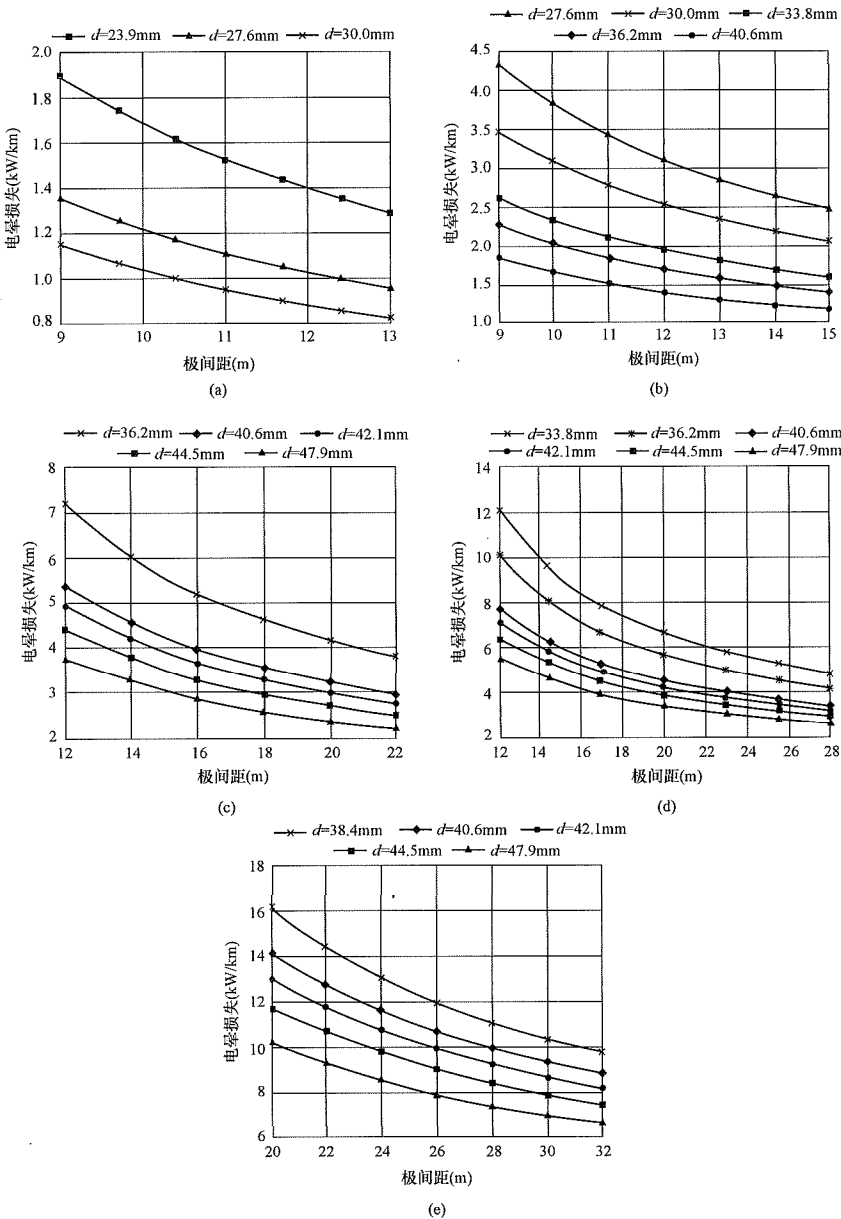 d=23.9mm d=27.6mm d=30.0mm
2.0
1.8
1.6
1.4
1.2
1.0
0.8
电晕损失(kW/km)
9 10 11 12 13
极间距(m)
(a)
d=27.6mm d=30.0mm d=33.8mm
d=36.2mm d=40.6mm
4.5
4.0
3.5
3.0
2.5
2.0
1.5
1.0
电晕损失(kW/km)
9 10 11 12 13 14 15
极间距(m)
(b)
d=36.2mm d=40.6mm d=42.1mm
d=44.5mm d=47.9mm
8
7
6
5
4
3
2
电晕损失(kW/km)
12 14 16 18 20 22
极间距(m)
(c)
d=33.8mm d=36.2mm d=40.6mm
d=42.1mm d=44.5mm d=47.9mm
14
12
10
8
6
4
2
电晕损失(kW/km)
12 14 16 18 20 22 24 26 28
极间距(m)
(d)
d=38.4mm d=40.6mm d=42.1mm
d=44.5mm d=47.9mm
18
16
14
12
10
8
6
电晕损失(kW/km)
20 22 24 26 28 30 32
极间距(m)
(e)